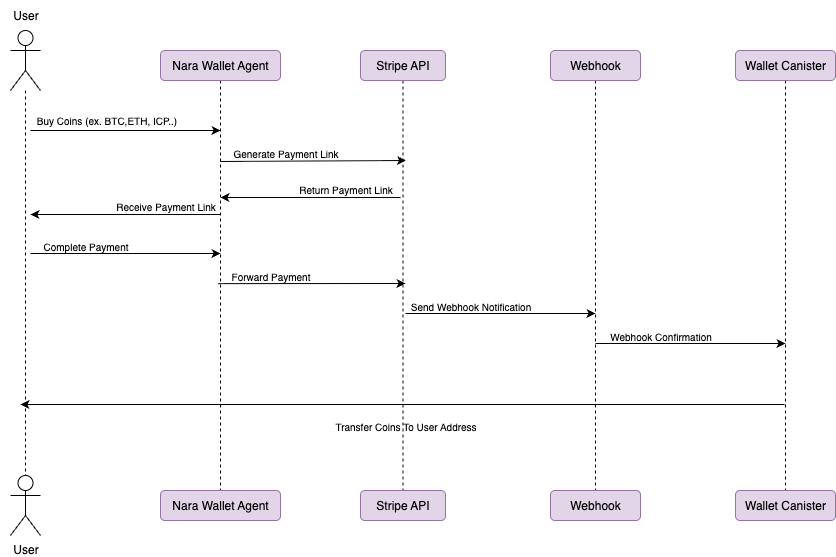 User
Nara Wallet Agent
Stripe API
Webhook
Wallet Canister
Buy Coins (ex. BTC,ETH, ICP..)
Generate Payment Link
Return Payment Link
Receive Payment Link
Complete Payment
Forward Payment
Send Webhook Notification
Webhook Confirmation
Transfer Coins To User Address
Nara Wallet Agent
Stripe API
Webhook
Wallet Canister
User